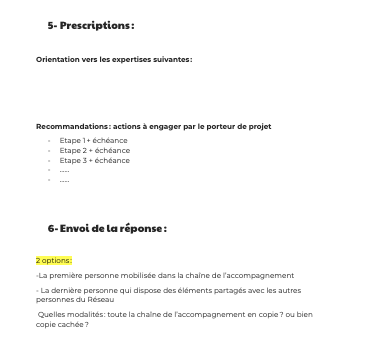 5- Prescriptions :
Orientation vers les expertises suivantes :
Recommandations : actions à engager par le porteur de projet
- Etape 1 + échéance
- Etape 2 + échéance
- Etape 3 + échéance
- ....
- ....
6- Envoi de la réponse :
2 options :
-La première personne mobilisée dans la chaîne de l'accompagnement
- La dernière personne qui dispose des éléments partagés avec les autres
personnes du Réseau
Quelles modalités : toute la chaîne de l'accompagnement en copie ? ou bien
copie cachée ?